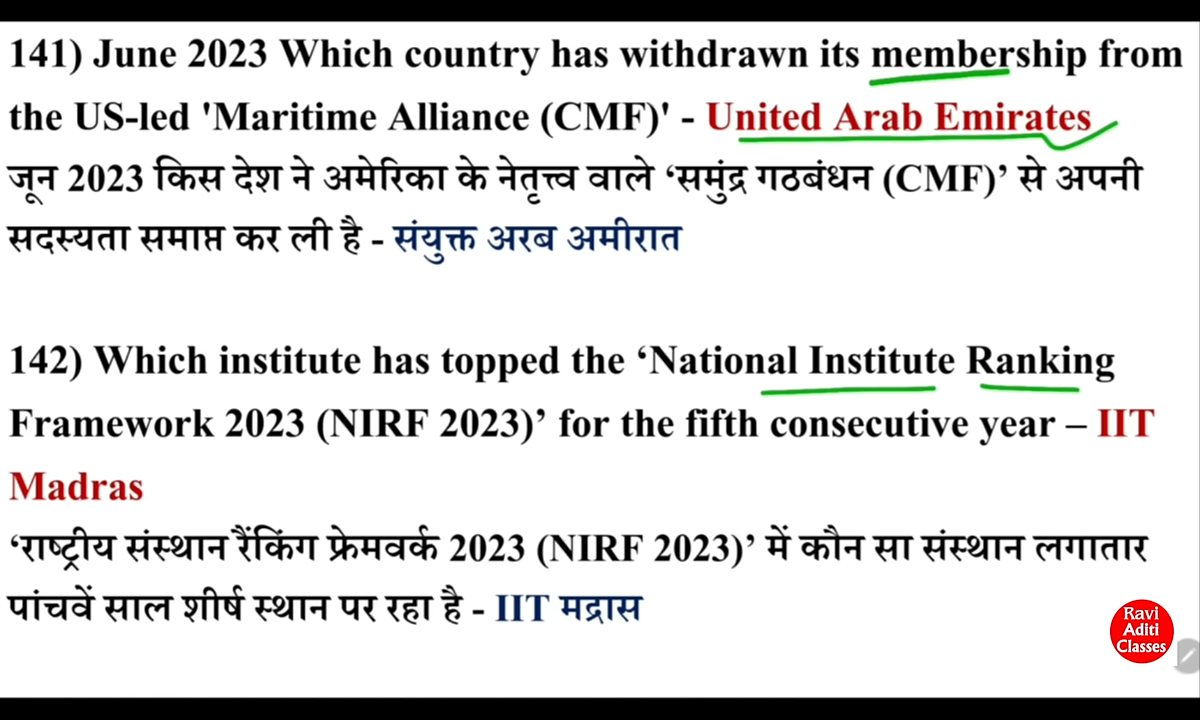 141) June 2023 Which country has withdrawn its membership from
the US-led 'Maritime Alliance (CMF)' - United Arab Emirates
जून 2023 किस देश ने अमेरिका के नेतृत्त्व वाले ‘समुंद्र गठबंधन (CMF)’ से अपनी
सदस्यता समाप्त कर ली है - संयुक्त अरब अमीरात
142) Which institute has topped the ‘National Institute Ranking
Framework 2023 (NIRF 2023)’ for the fifth consecutive year – IIT
Madras
‘राष्ट्रीय संस्थान रैंकिंग फ्रेमवर्क 2023 (NIRF 2023)’ में कौन सा संस्थान लगातार
पांचवें साल शीर्ष स्थान पर रहा है - IIT मद्रास
Ravi
Aditi
Classes